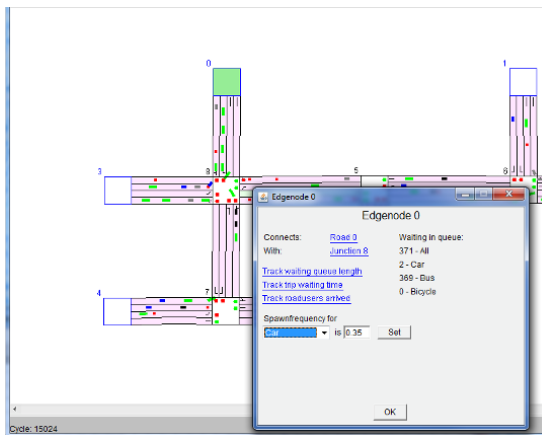 0
1
3
8
5
6
4
7
Edgenode 0
Edgenode 0
Connects: Road 0
With: Junction 8
Track waiting queue length
Track trip waiting time
Track roadusers arrived
Waiting in queue:
371 - All
2 - Car
369 - Bus
0 - Bicycle
Spawnfrequency for
Car is 0.35 Set
OK
Cycle: 15024